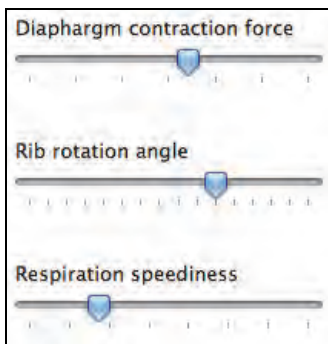 Diaphargm contraction force
Rib rotation angle
Respiration speediness